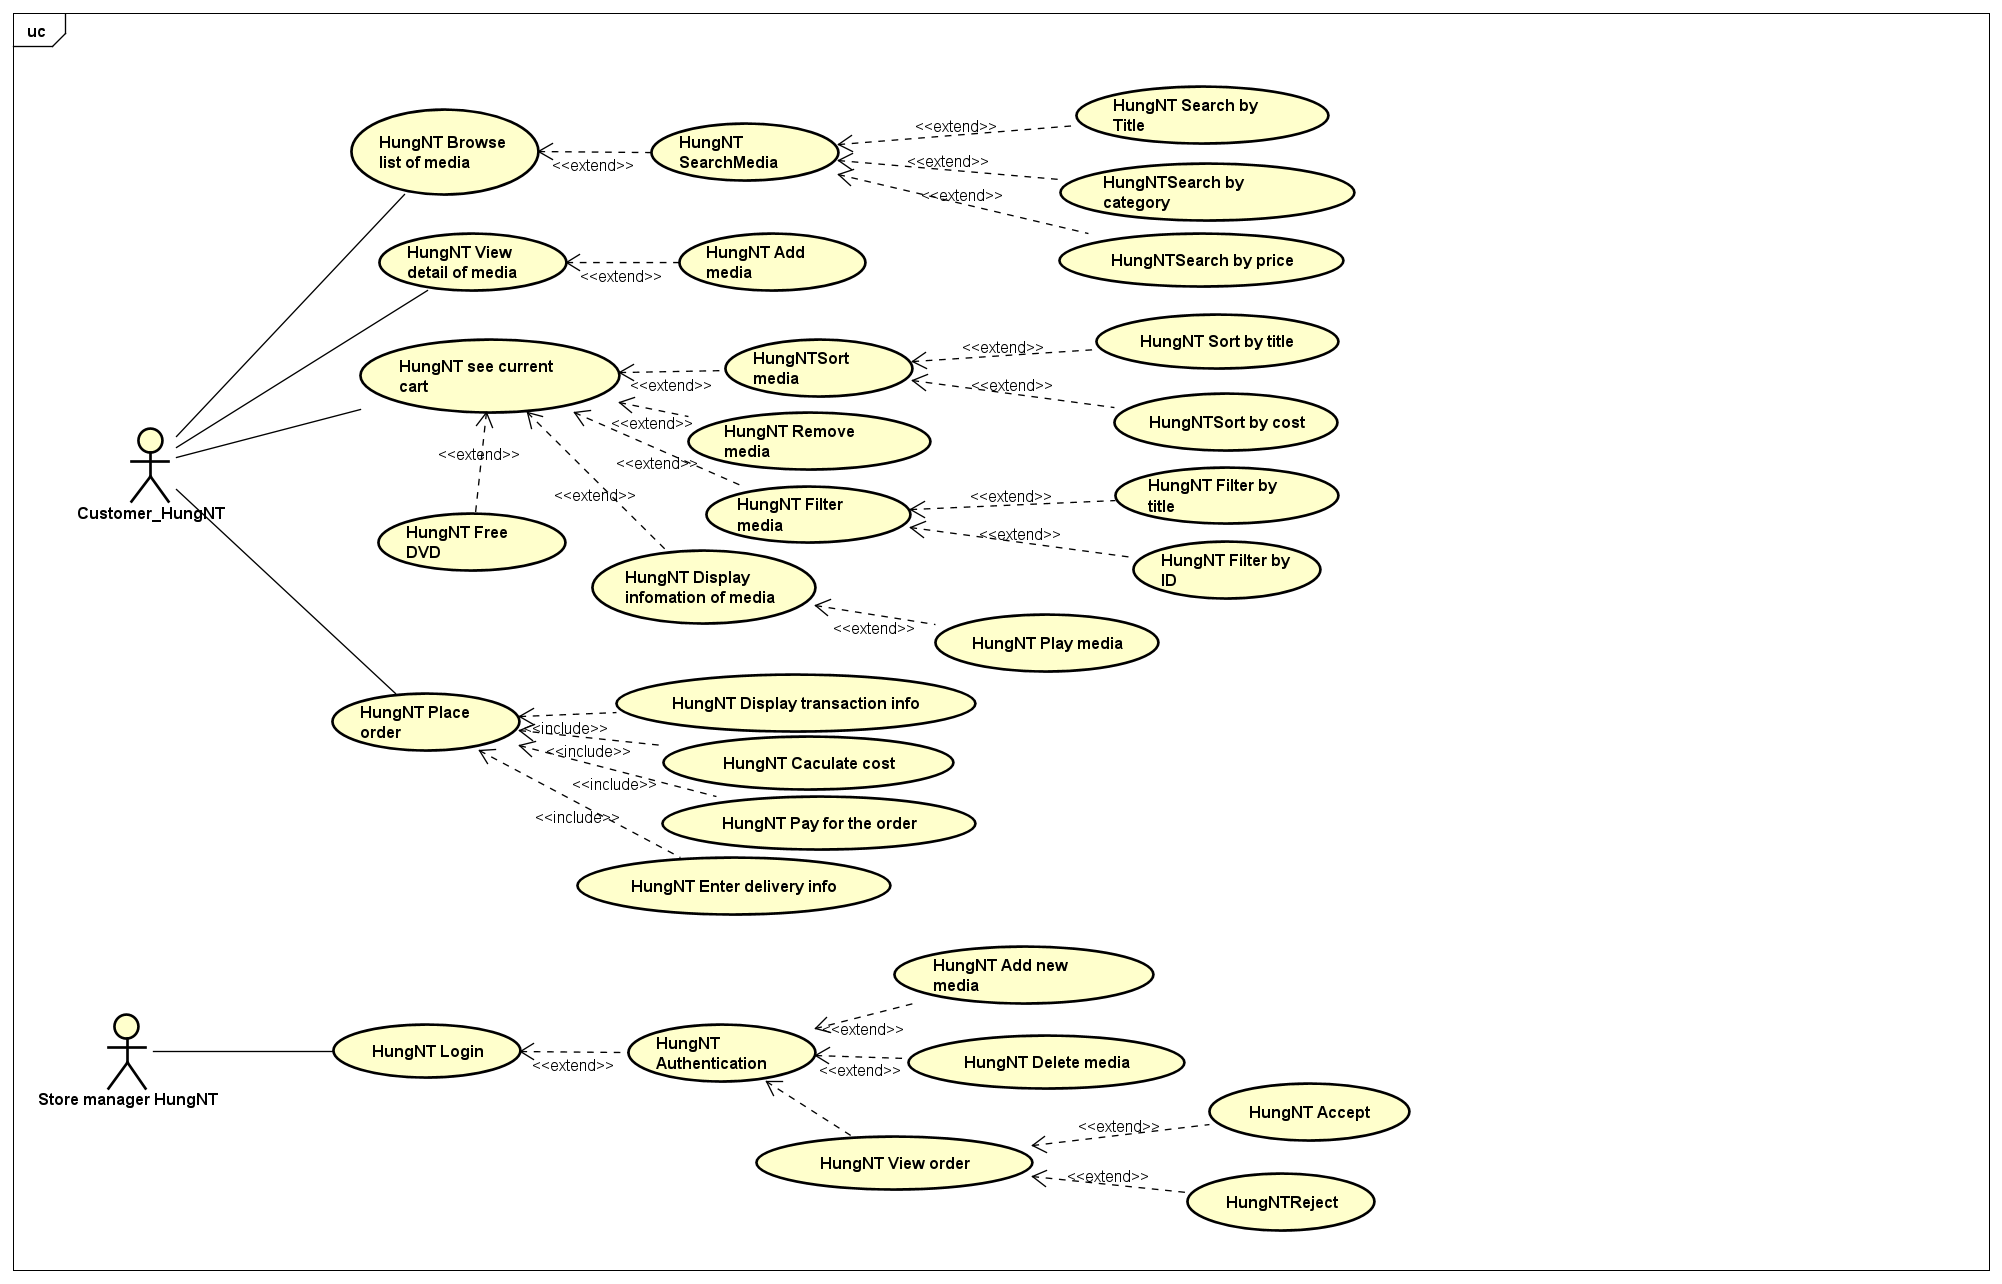 uc
HungNT Browse
list of media
<<extend>>
HungNT
SearchMedia
<<extend>>
HungNT Search by
Title
<<extend>>
HungNTSearch by
category
<<extend>>
HungNTSearch by price
HungNT View
detail of media
<<extend>>
HungNT Add
media
HungNT see current
cart
<<extend>>
HungNTSort
media
<<extend>>
HungNT Sort by title
<<extend>>
HungNTSort by cost
<<extend>>
HungNT Remove
media
<<extend>>
HungNT Filter
media
<<extend>>
HungNT Filter by
title
<<extend>>
HungNT Filter by
ID
<<extend>>
HungNT Free
DVD
<<extend>>
HungNT Display
infomation of media
<<extend>>
HungNT Play media
Customer_HungNT
HungNT Place
order
<<include>>
HungNT Display transaction info
<<include>>
HungNT Caculate cost
<<include>>
HungNT Pay for the order
<<include>>
HungNT Enter delivery info
Store manager HungNT
HungNT Login
<<extend>>
HungNT
Authentication
<<extend>>
HungNT Add new
media
<<extend>>
HungNT Delete media
HungNT View order
<<extend>>
HungNT Accept
<<extend>>
HungNTReject